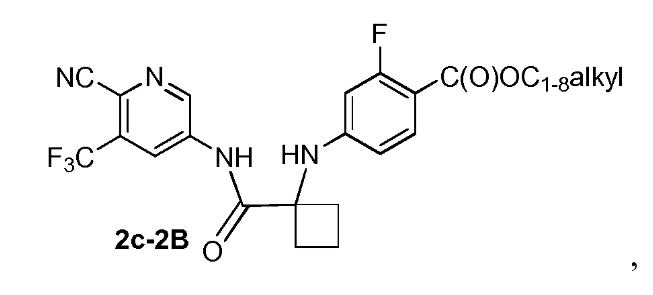 F
NC
N
C(O)OC1-8alkyl
F3C
NH
HN
2c-2B
O
,